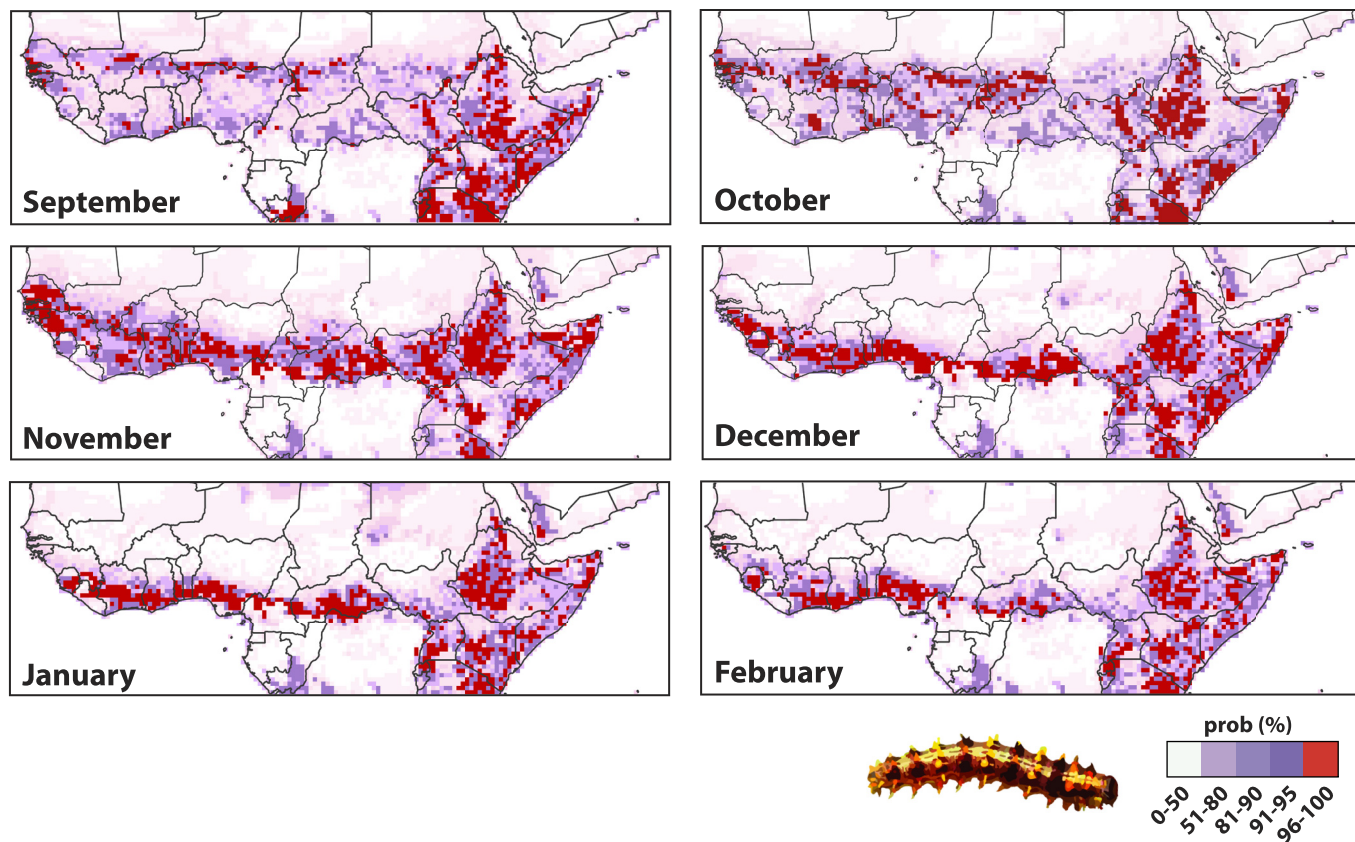 September
October
November
December
January
February
prob (%)
0-50
51-80
81-90
91-95
96-100